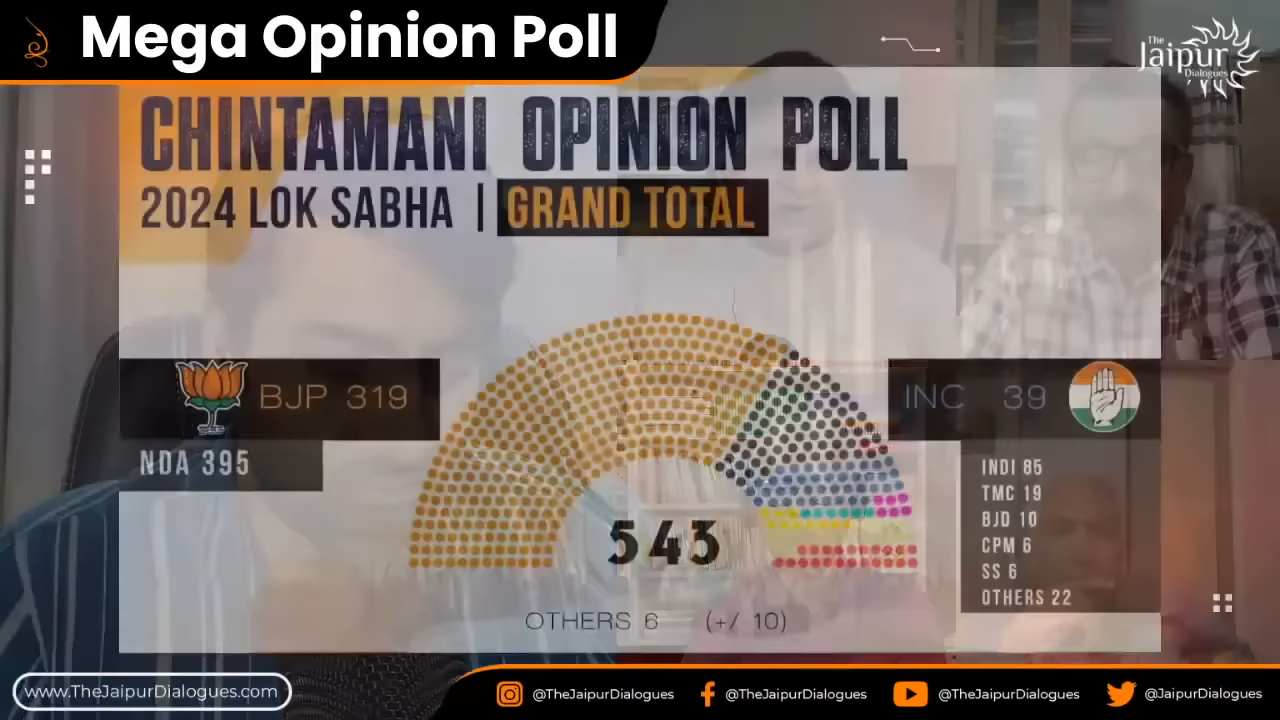 Mega Opinion Poll
The
Jaipur
Dialogues
CHINTAMANI OPINION POLL
2024 LOK SABHA | GRAND TOTAL
BJP 319
NDA 395
INC 39
INDI 85
TMC 19
BJD 10
CPM 6
SS 6
OTHERS 22
543
OTHERS 6 (+/ 10)
www.TheJaipurDialogues.com
@TheJaipurDialogues
@TheJaipurDialogues
@TheJaipurDialogues
@JaipurDialogues